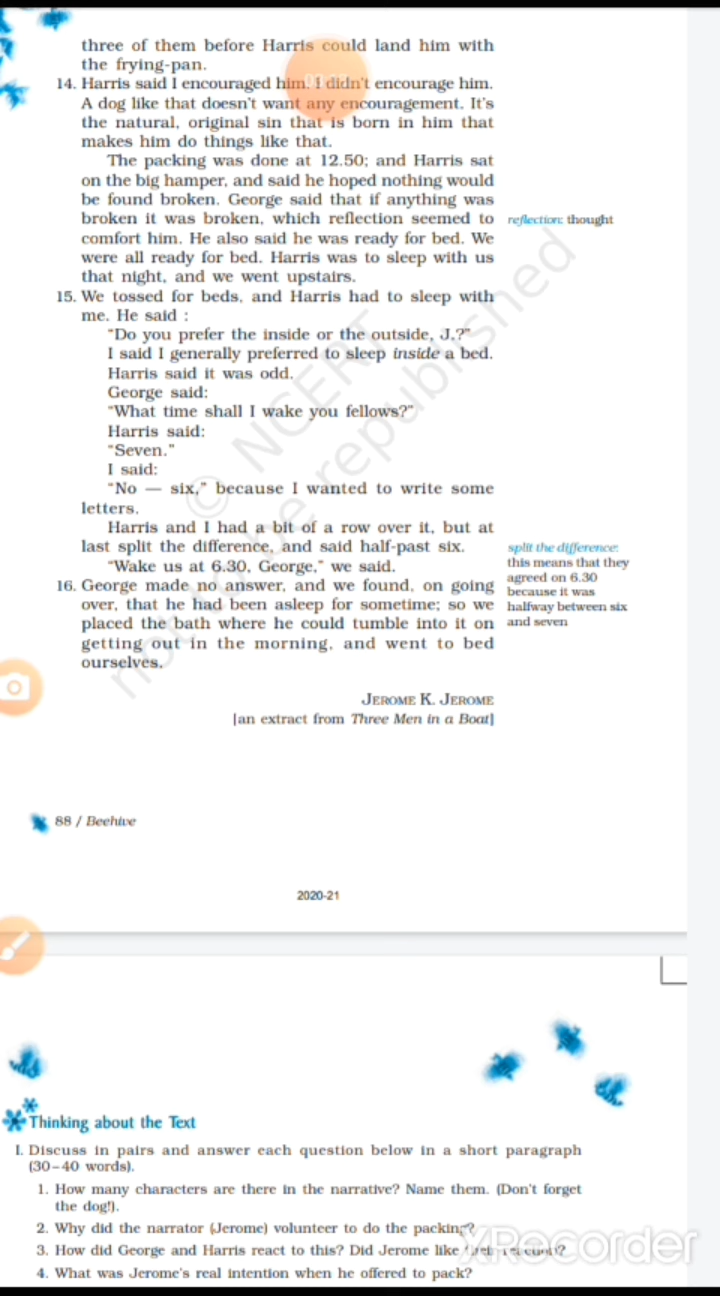 three of them before Harris could land him with
the frying-pan.
14. Harris said I encouraged him. I didn't encourage him.
A dog like that doesn't want any encouragement. It's
the natural, original sin that is born in him that
makes him do things like that.
The packing was done at 12.50; and Harris sat
on the big hamper, and said he hoped nothing would
be found broken. George said that if anything was
broken it was broken, which reflection seemed to
reflection: thought
comfort him. He also said he was ready for bed. We
were all ready for bed. Harris was to sleep with us
that night, and we went upstairs.
15. We tossed for beds, and Harris had to sleep with
me. He said :
"Do you prefer the inside or the outside, J.?"
I said I generally preferred to sleep inside a bed.
Harris said it was odd.
George said:
"What time shall I wake you fellows?"
Harris said:
"Seven."
I said:
"No — six," because I wanted to write some
letters.
Harris and I had a bit of a row over it, but at
last split the difference, and said half-past six.
"Wake us at 6.30, George," we said.
split the difference:
this means that they
agreed on 6.30
because it was
halfway between six
and seven
16. George made no answer, and we found, on going
over, that he had been asleep for sometime; so we
placed the bath where he could tumble into it on
getting out in the morning, and went to bed
ourselves.
JEROME K. JEROME
[an extract from Three Men in a Boat]
© NCERT
not to be republished
88 / Beehive
2020-21
Thinking about the Text
I. Discuss in pairs and answer each question below in a short paragraph
(30–40 words).
1. How many characters are there in the narrative? Name them. (Don't forget
the dog!).
2. Why did the narrator (Jerome) volunteer to do the packing?
3. How did George and Harris react to this? Did Jerome like
4. What was Jerome's real intention when he offered to pack?
XRecorder